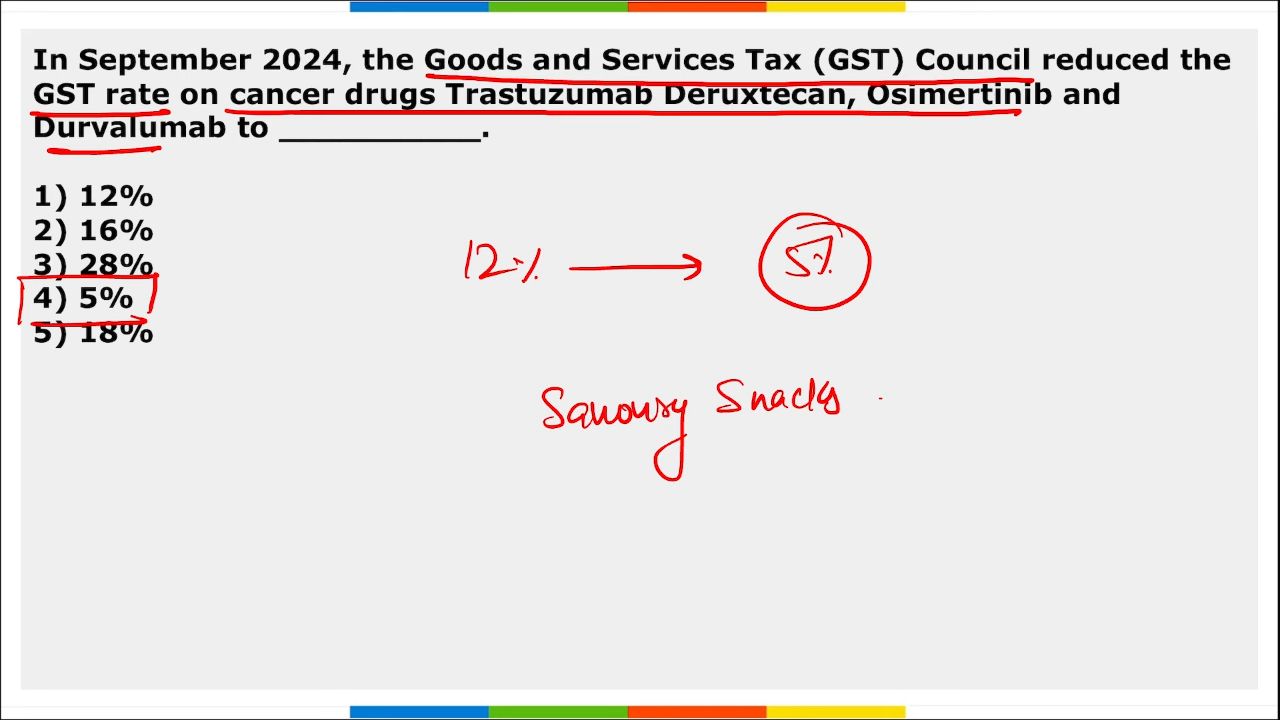 In September 2024, the Goods and Services Tax (GST) Council reduced the
GST rate on cancer drugs Trastuzumab Deruxtecan, Osimertinib and
Durvalumab to ____________.
1) 12%
2) 16%
3) 28%
4) 5%
5) 18%
12% → 5%
Savoury Snacks